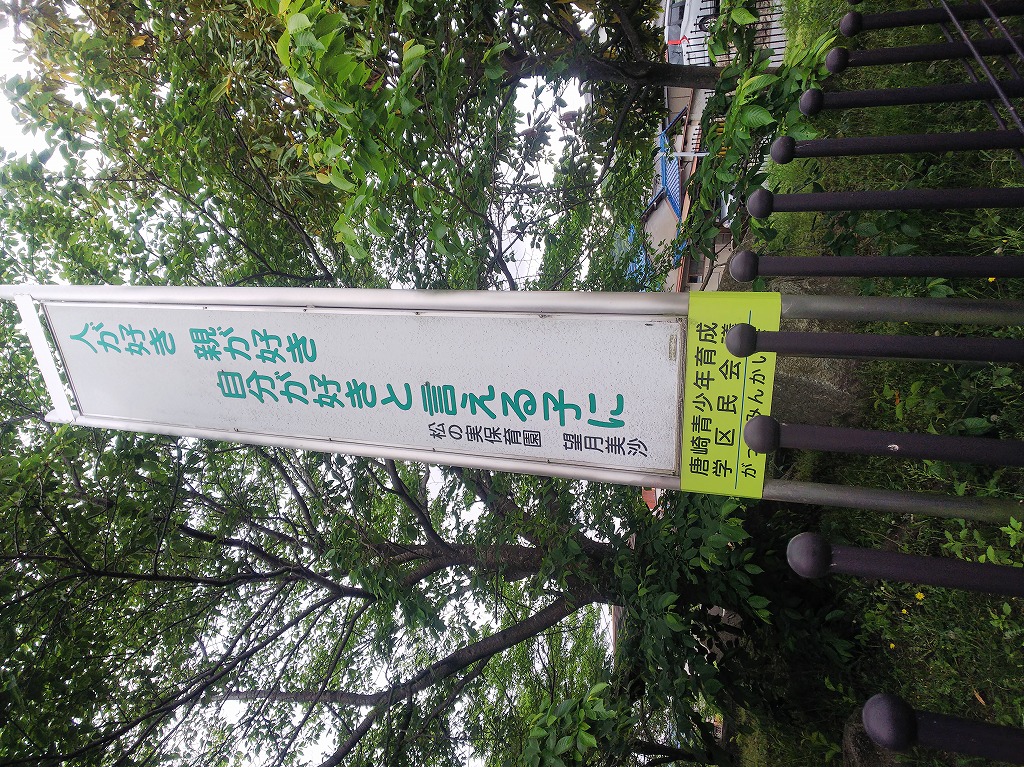 人が好き 親が好き
自分が好きと言える子に
松の実保育園 望月美沙
唐崎青少年育成
学区民会議